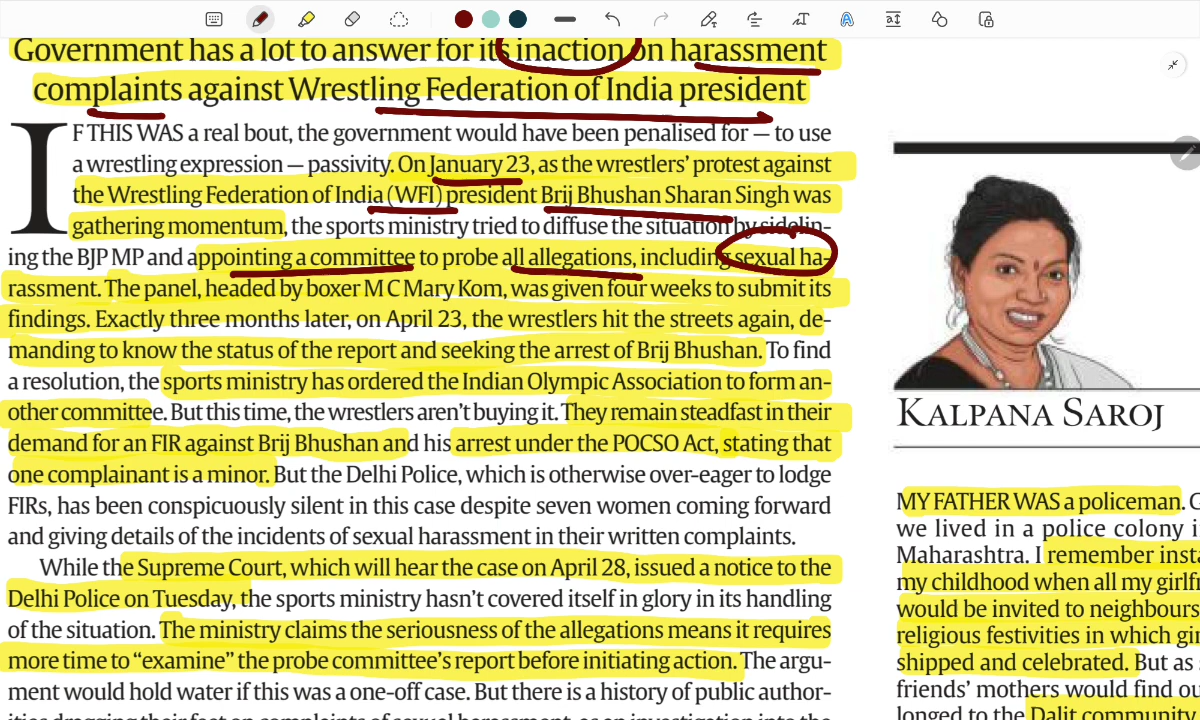 Government has a lot to answer for its inaction on harassment
complaints against Wrestling Federation of India president
IF THIS WAS a real bout, the government would have been penalised for — to use
a wrestling expression — passivity. On January 23, as the wrestlers' protest against
the Wrestling Federation of India (WFI) president Brij Bhushan Sharan Singh was
gathering momentum, the sports ministry tried to diffuse the situation by sidelin-
ing the BJP MP and appointing a committee to probe all allegations, including sexual ha-
rassment. The panel, headed by boxer M C Mary Kom, was given four weeks to submit its
findings. Exactly three months later, on April 23, the wrestlers hit the streets again, de-
manding to know the status of the report and seeking the arrest of Brij Bhushan. To find
a resolution, the sports ministry has ordered the Indian Olympic Association to form an-
other committee. But this time, the wrestlers aren't buying it. They remain steadfast in their
demand for an FIR against Brij Bhushan and his arrest under the POCSO Act, stating that
one complainant is a minor. But the Delhi Police, which is otherwise over-eager to lodge
FIRs, has been conspicuously silent in this case despite seven women coming forward
and giving details of the incidents of sexual harassment in their written complaints.
While the Supreme Court, which will hear the case on April 28, issued a notice to the
Delhi Police on Tuesday, the sports ministry hasn't covered itself in glory in its handling
of the situation. The ministry claims the seriousness of the allegations means it requires
more time to "examine" the probe committee's report before initiating action. The argu-
ment would hold water if this was a one-off case. But there is a history of public author-
KALPANA SAROJ
MY FATHER WAS a policeman.
we lived in a police colony
Maharashtra. I remember
my childhood when all my
would be invited to neighbours
religious festivities in which
shipped and celebrated. But as
friends' mothers would find
longed to the Dalit community